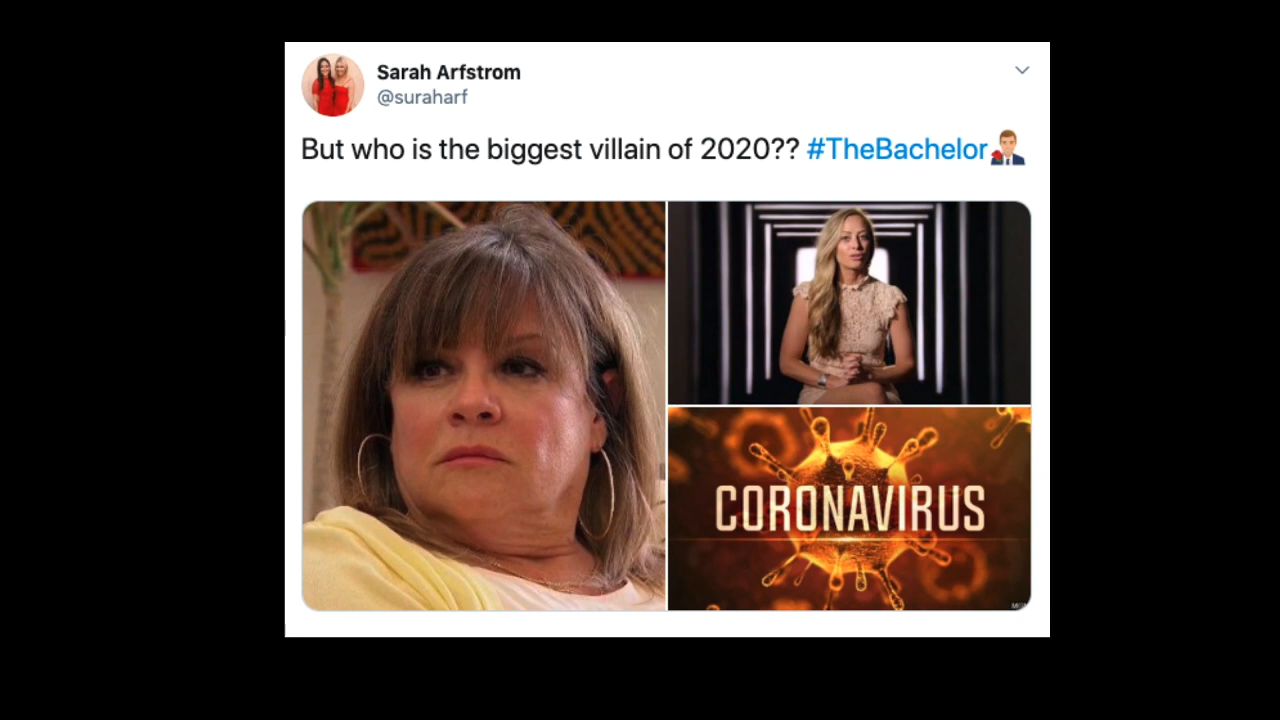 Sarah Arfstrom
@suraharf
But who is the biggest villain of 2020?? #TheBachelor
CORONAVIRUS